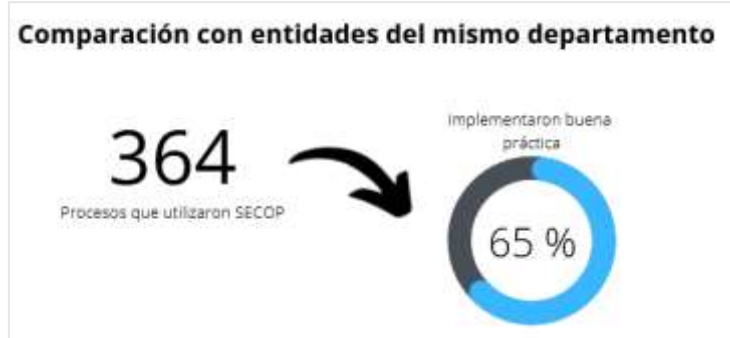 Comparación con entidades del mismo departamento
364
Procesos que utilizaron SECOP
implementaron buena
práctica
65 %